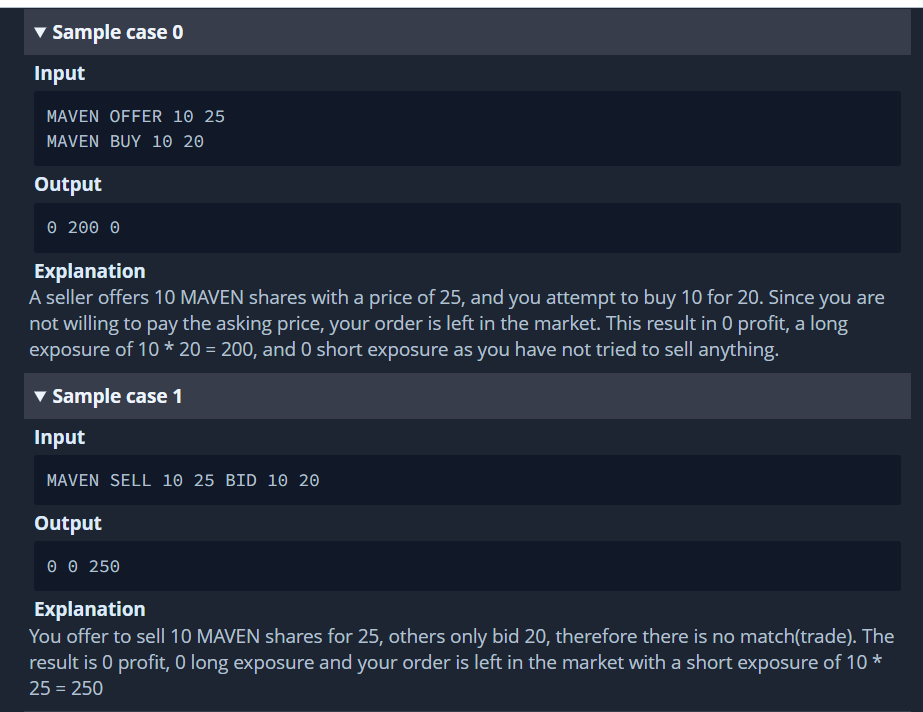 ▼ Sample case 0
Input
MAVEN OFFER 10 25
MAVEN BUY 10 20
Output
0 200 0
Explanation
A seller offers 10 MAVEN shares with a price of 25, and you attempt to buy 10 for 20. Since you are
not willing to pay the asking price, your order is left in the market. This result in 0 profit, a long
exposure of 10 * 20 = 200, and 0 short exposure as you have not tried to sell anything.
▼ Sample case 1
Input
MAVEN SELL 10 25 BID 10 20
Output
0 0 250
Explanation
You offer to sell 10 MAVEN shares for 25, others only bid 20, therefore there is no match(trade). The
result is 0 profit, 0 long exposure and your order is left in the market with a short exposure of 10 *
25 = 250